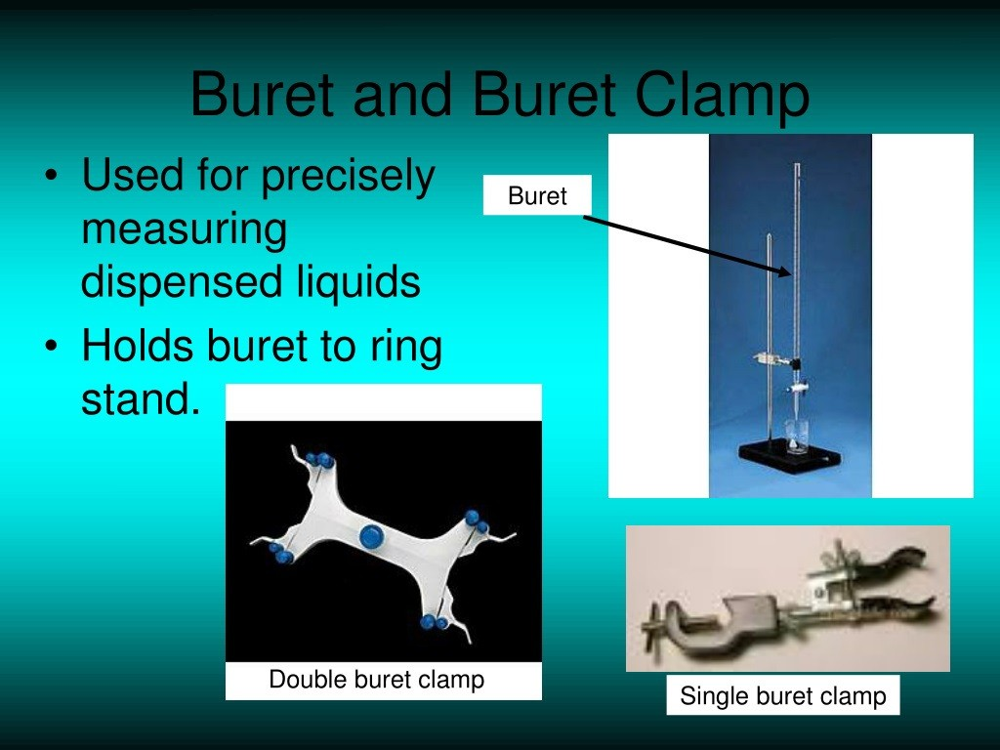 Buret and Buret Clamp
• Used for precisely
measuring
dispensed liquids
• Holds buret to ring
stand.
Buret
Double buret clamp
Single buret clamp